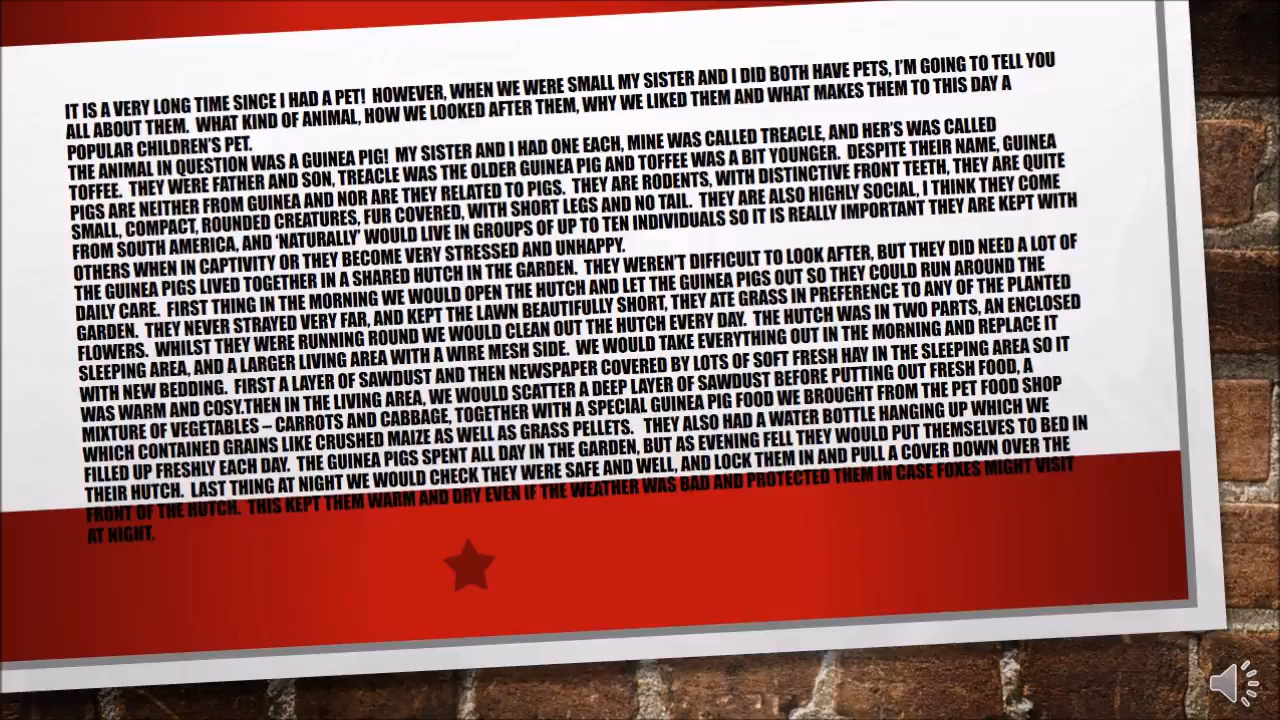 IT IS A VERY LONG TIME SINCE I HAD A PET!  HOWEVER, WHEN WE WERE SMALL MY SISTER AND I DID BOTH HAVE PETS, I'M GOING TO TELL YOU
ALL ABOUT THEM.  WHAT KIND OF ANIMAL, HOW WE LOOKED AFTER THEM, WHY WE LIKED THEM AND WHAT MAKES THEM TO THIS DAY A
POPULAR CHILDREN'S PET.
THE ANIMAL IN QUESTION WAS A GUINEA PIG!  MY SISTER AND I HAD ONE EACH, MINE WAS CALLED TREACLE, AND HER'S WAS CALLED
TOFFEE.  THEY WERE FATHER AND SON, TREACLE WAS THE OLDER GUINEA PIG AND TOFFEE WAS A BIT YOUNGER.  DESPITE THEIR NAME, GUINEA
PIGS ARE NEITHER FROM GUINEA AND NOR ARE THEY RELATED TO PIGS.  THEY ARE RODENTS, WITH DISTINCTIVE FRONT TEETH, THEY ARE QUITE
SMALL, COMPACT, ROUNDED CREATURES, FUR COVERED, WITH SHORT LEGS AND NO TAIL.  THEY ARE ALSO HIGHLY SOCIAL, I THINK THEY COME
FROM SOUTH AMERICA, AND 'NATURALLY' WOULD LIVE IN GROUPS OF UP TO TEN INDIVIDUALS SO IT IS REALLY IMPORTANT THEY ARE KEPT WITH
OTHERS WHEN IN CAPTIVITY OR THEY BECOME VERY STRESSED AND UNHAPPY.
THE GUINEA PIGS LIVED TOGETHER IN A SHARED HUTCH IN THE GARDEN.  THEY WEREN'T DIFFICULT TO LOOK AFTER, BUT THEY DID NEED A LOT OF
DAILY CARE.  FIRST THING IN THE MORNING WE WOULD OPEN THE HUTCH AND LET THE GUINEA PIGS OUT SO THEY COULD RUN AROUND THE
GARDEN.  THEY NEVER STRAYED VERY FAR, AND KEPT THE LAWN BEAUTIFULLY SHORT, THEY ATE GRASS IN PREFERENCE TO ANY OF THE PLANTED
FLOWERS.  WHILST THEY WERE RUNNING ROUND WE WOULD CLEAN OUT THE HUTCH EVERY DAY.  THE HUTCH WAS IN TWO PARTS, AN ENCLOSED
SLEEPING AREA, AND A LARGER LIVING AREA WITH A WIRE MESH SIDE.  WE WOULD TAKE EVERYTHING OUT IN THE MORNING AND REPLACE IT
WITH NEW BEDDING.  FIRST A LAYER OF SAWDUST AND THEN NEWSPAPER COVERED BY LOTS OF SOFT FRESH HAY IN THE SLEEPING AREA SO IT
WAS WARM AND COSY.THEN IN THE LIVING AREA, WE WOULD SCATTER A DEEP LAYER OF SAWDUST BEFORE PUTTING OUT FRESH FOOD, A
MIXTURE OF VEGETABLES – CARROTS AND CABBAGE, TOGETHER WITH A SPECIAL GUINEA PIG FOOD WE BROUGHT FROM THE PET FOOD SHOP
WHICH CONTAINED GRAINS LIKE CRUSHED MAIZE AS WELL AS GRASS PELLETS.   THEY ALSO HAD A WATER BOTTLE HANGING UP WHICH WE
FILLED UP FRESHLY EACH DAY.  THE GUINEA PIGS SPENT ALL DAY IN THE GARDEN, BUT AS EVENING FELL THEY WOULD PUT THEMSELVES TO BED IN
THEIR HUTCH.  LAST THING AT NIGHT WE WOULD CHECK THEY WERE SAFE AND WELL, AND LOCK THEM IN AND PULL A COVER DOWN OVER THE
FRONT OF THE HUTCH.  THIS KEPT THEM WARM AND DRY EVEN IF THE WEATHER WAS BAD AND PROTECTED THEM IN CASE FOXES MIGHT VISIT
AT NIGHT.